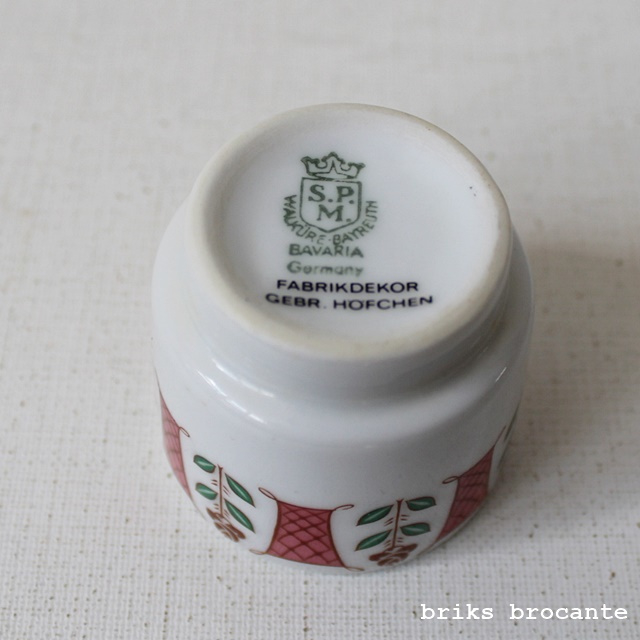 S.P.
M.
WALKÜRE-BAYREUTH
BAVARIA
Germany
FABRIKDEKOR
GEBR. HOFCHEN
briks brocante